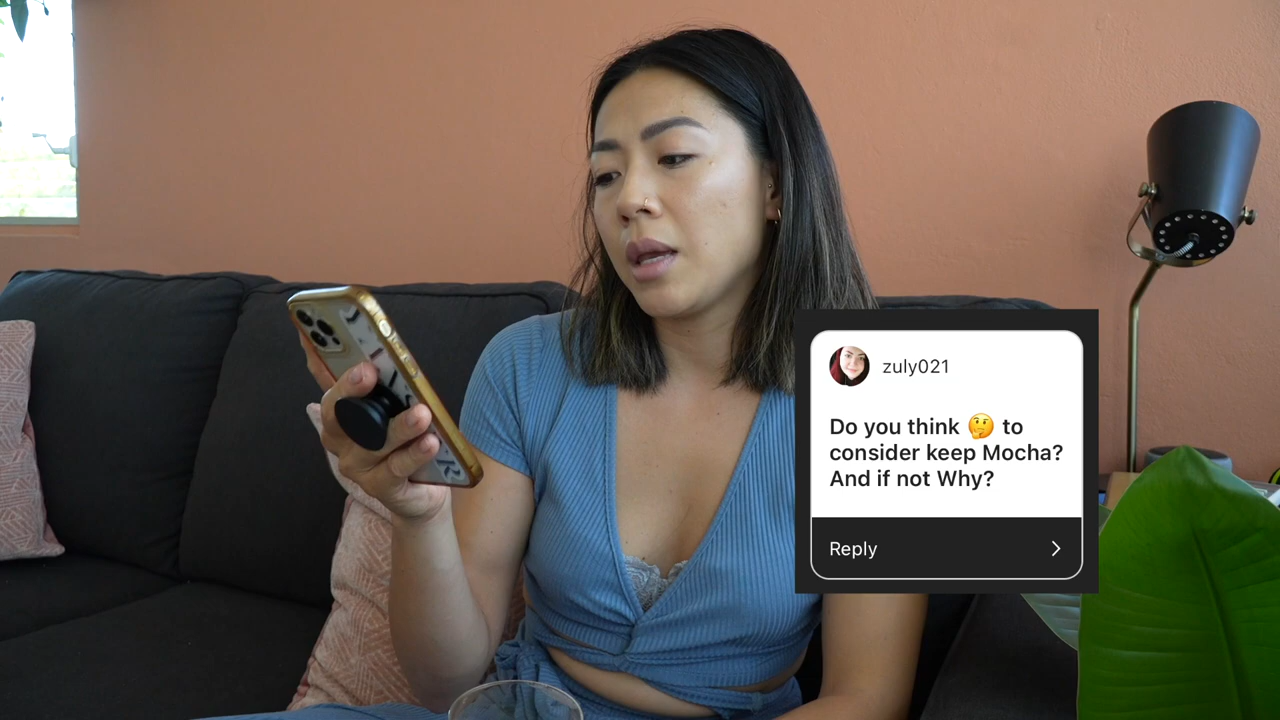 zuly021
Do you think 🤔 to
consider keep Mocha?
And if not Why?
Reply